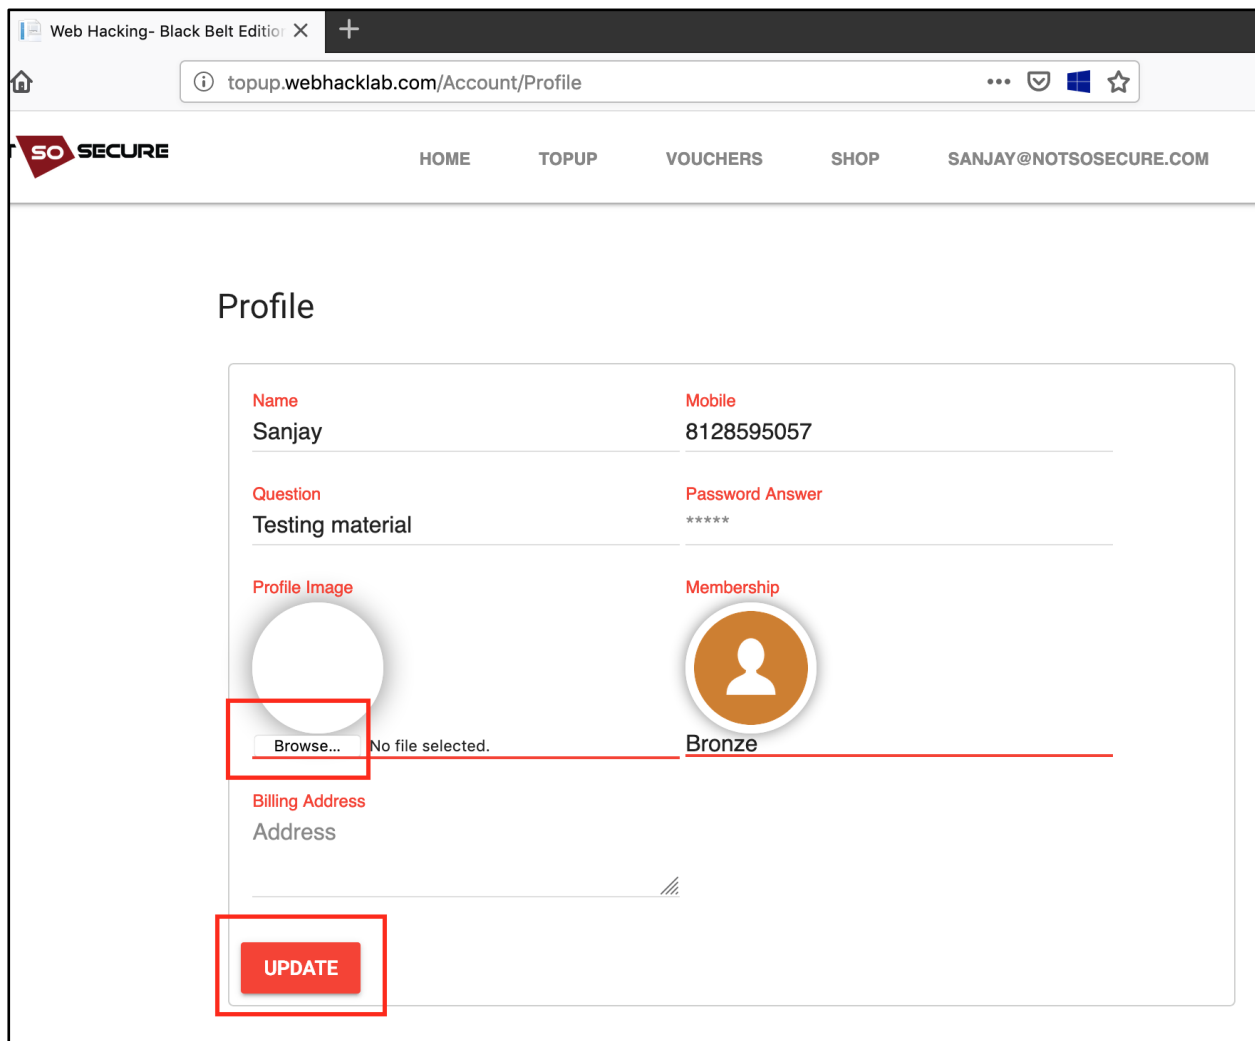 Web Hacking- Black Belt Edition
topup.webhacklab.com/Account/Profile
SO SECURE
HOME TOPUP VOUCHERS SHOP SANJAY@NOTSOSECURE.COM
Profile
Name Mobile
Sanjay 8128595057
Question Password Answer
Testing material *****
Profile Image Membership
Browse... No file selected. Bronze
Billing Address
Address
UPDATE